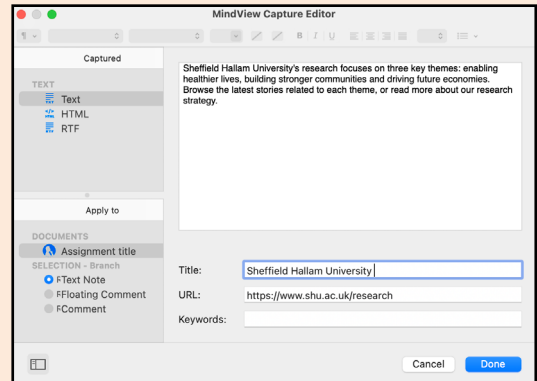 MindView Capture Editor
B I U
Captured
TEXT
Text
HTML
RTF
Apply to
DOCUMENTS
Assignment title
SELECTION - Branch
Text Note
Floating Comment
Comment
Sheffield Hallam University's research focuses on three key themes: enabling
healthier lives, building stronger communities and driving future economies.
Browse the latest stories related to each theme, or read more about our research
strategy.
Title: Sheffield Hallam University
URL: https://www.shu.ac.uk/research
Keywords:
Cancel Done